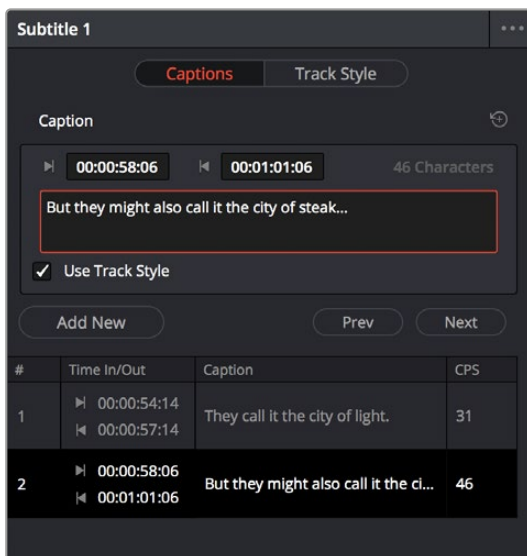 Subtitle 1
Captions Track Style
Caption
00:00:58:06 00:01:01:06 46 Characters
But they might also call it the city of steak...
Use Track Style
Add New Prev Next
# Time In/Out Caption CPS
1 00:00:54:14 They call it the city of light. 31
00:00:57:14
2 00:00:58:06 But they might also call it the ci... 46
00:01:01:06